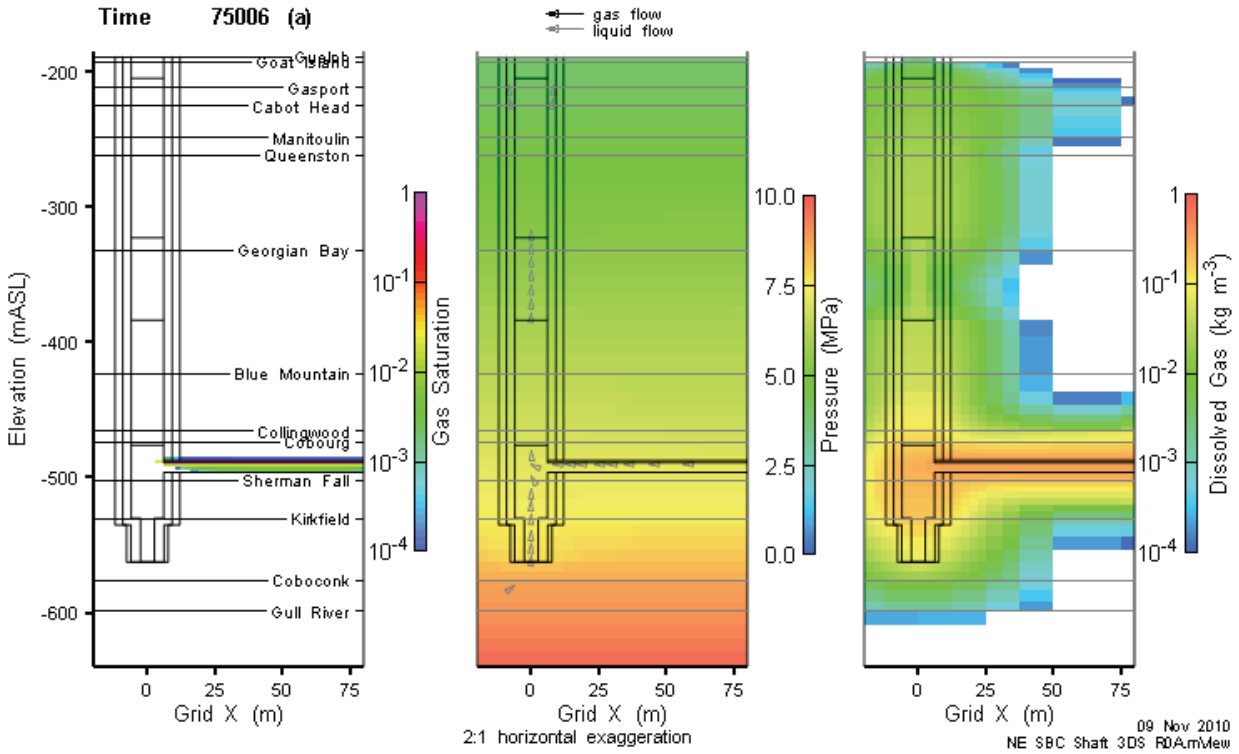 Time 75006 (a)
gas flow
liquid flow
Guelph
Goat Island
Gasport
Cabot Head
Manitoulin
Queenston
Georgian Bay
Blue Mountain
Collingwood
Cobourg
Sherman Fall
Kirkfield
Coboconk
Gull River
Elevation (mASL)
-200
-300
-400
-500
-600
0 25 50 75
Grid X (m)
1
10-1
10-2
10-3
10-4
Gas Saturation
0 25 50 75
Grid X (m)
2:1 horizontal exaggeration
10.0
7.5
5.0
2.5
0.0
Pressure (MPa)
0 25 50 75
Grid X (m)
1
10-1
10-2
10-3
10-4
Dissolved Gas (kg m-3)
09 Nov 2010
NE SBC Shaft 3DS